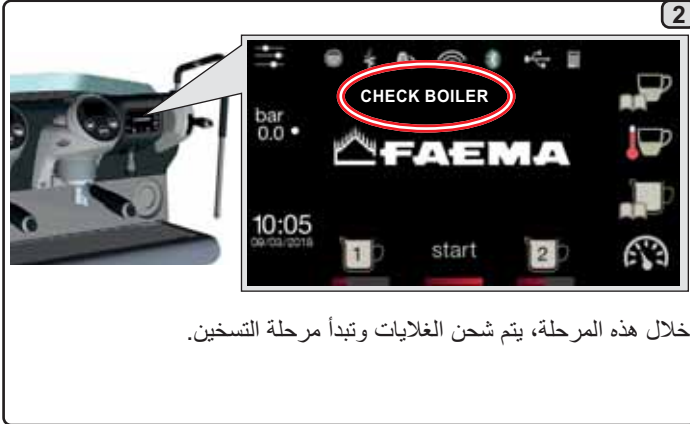 2
CHECK BOILER
bar
0.0
FAEMA
10:05
09/03/2018
1 start 2
خلال هذه المرحلة، يتم شحن الغلايات وتبدأ مرحلة التسخين.